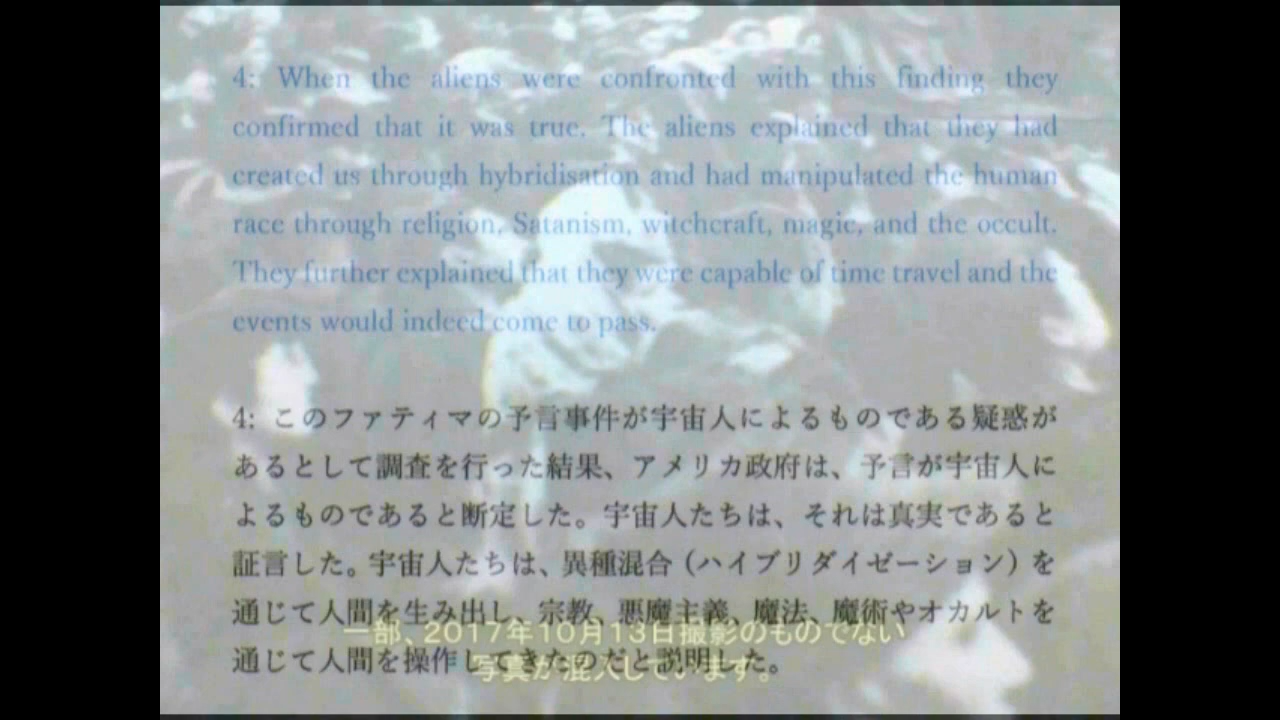 4: When the aliens were confronted with this finding they
confirmed that it was true. The aliens explained that they had
created us through hybridisation and had manipulated the human
race through religion, Satanism, witchcraft, magic, and the occult.
They further explained that they were capable of time travel and the
events would indeed come to pass.
4: このファティマの予言事件が宇宙人によるものである疑惑が
あるとして調査を行った結果、アメリカ政府は、予言が宇宙人に
よるものであると断定した。宇宙人たちは、それは真実であると
証言した。宇宙人たちは、異種混合（ハイブリダイゼーション）を
通じて人間を生み出し、宗教、悪魔主義、魔法、魔術やオカルトを
一部、2017年10月13日撮影のものでない
通じて人間を操作してきたのだと説明した。
写真が混入しています。